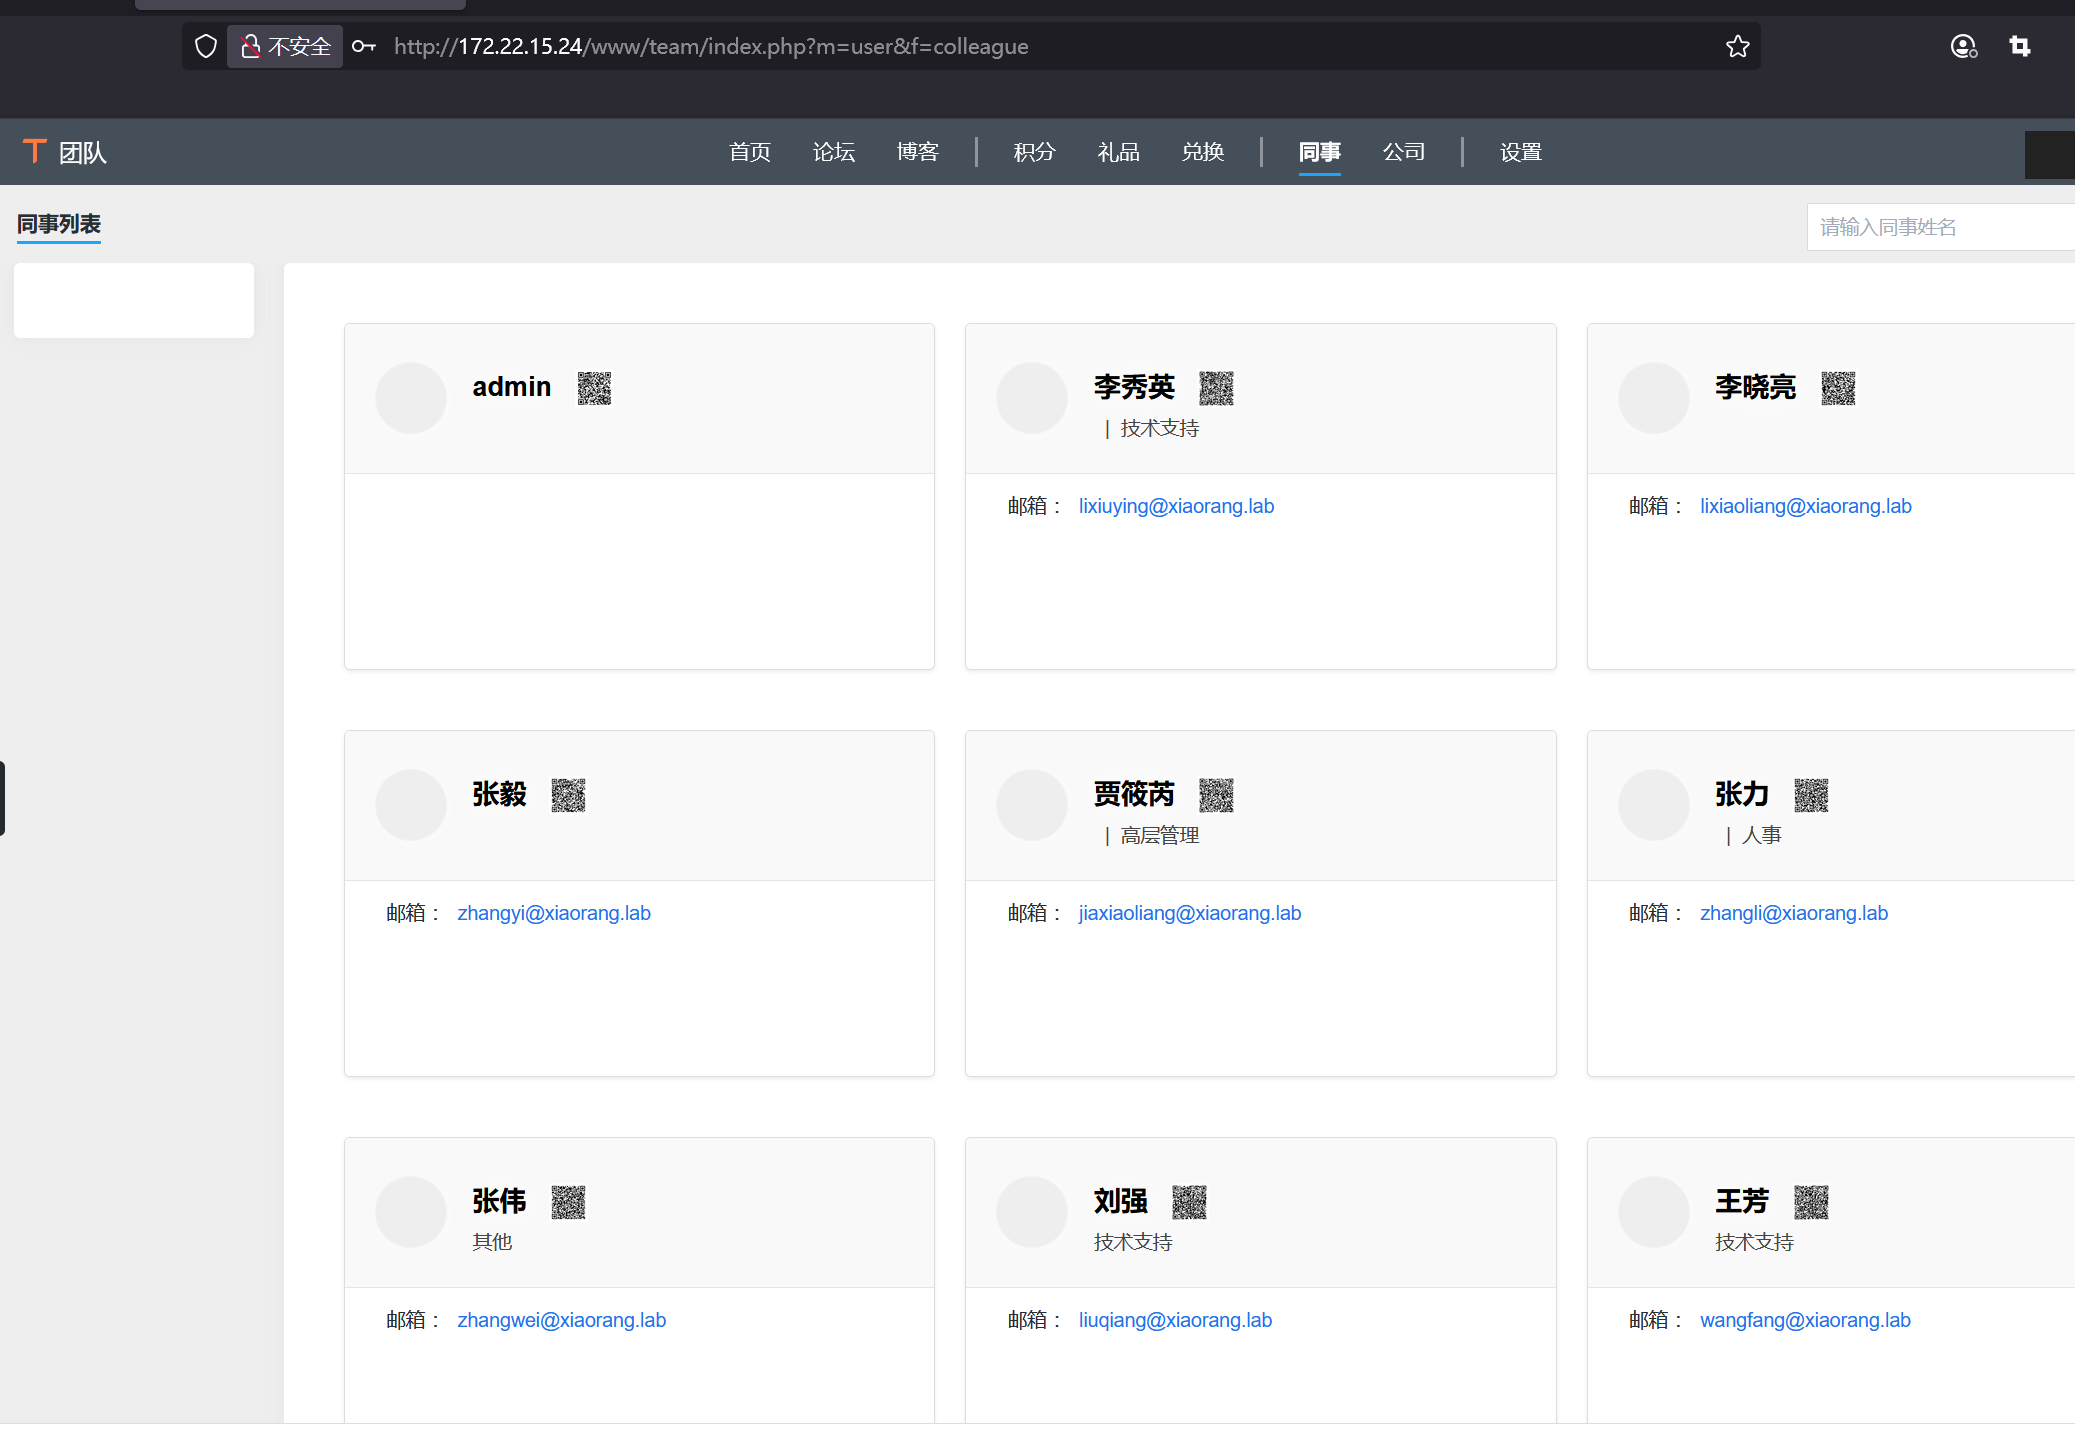 不安全 http://172.22.15.24/www/team/index.php?m=user&f=colleague
团队 首页 论坛 博客 积分 礼品 兑换 同事 公司 设置
同事列表 请输入同事姓名
admin
李秀英
| 技术支持
邮箱： lixiuying@xiaorang.lab
李晓亮
邮箱： lixiaoliang@xiaorang.lab
张毅
邮箱： zhangyi@xiaorang.lab
贾筱芮
| 高层管理
邮箱： jiaxiaoliang@xiaorang.lab
张力
| 人事
邮箱： zhangli@xiaorang.lab
张伟
其他
邮箱： zhangwei@xiaorang.lab
刘强
技术支持
邮箱： liuqiang@xiaorang.lab
王芳
技术支持
邮箱： wangfang@xiaorang.lab